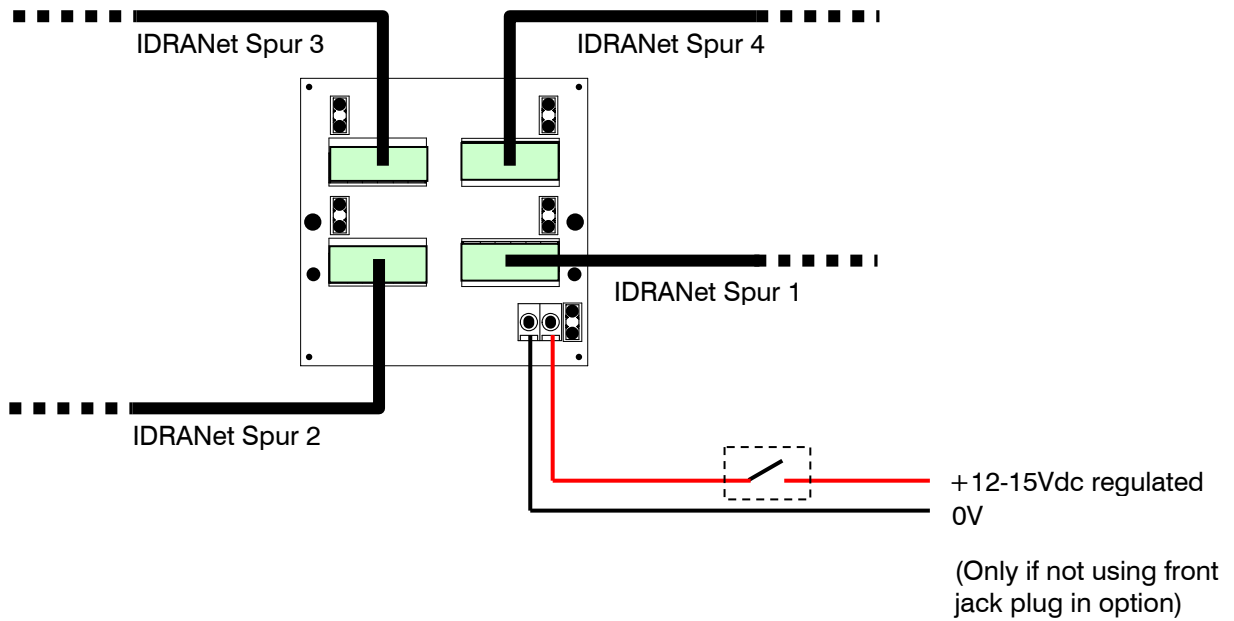 IDRANet Spur 3
IDRANet Spur 4
IDRANet Spur 1
IDRANet Spur 2
+12-15Vdc regulated
0V
(Only if not using front
jack plug in option)